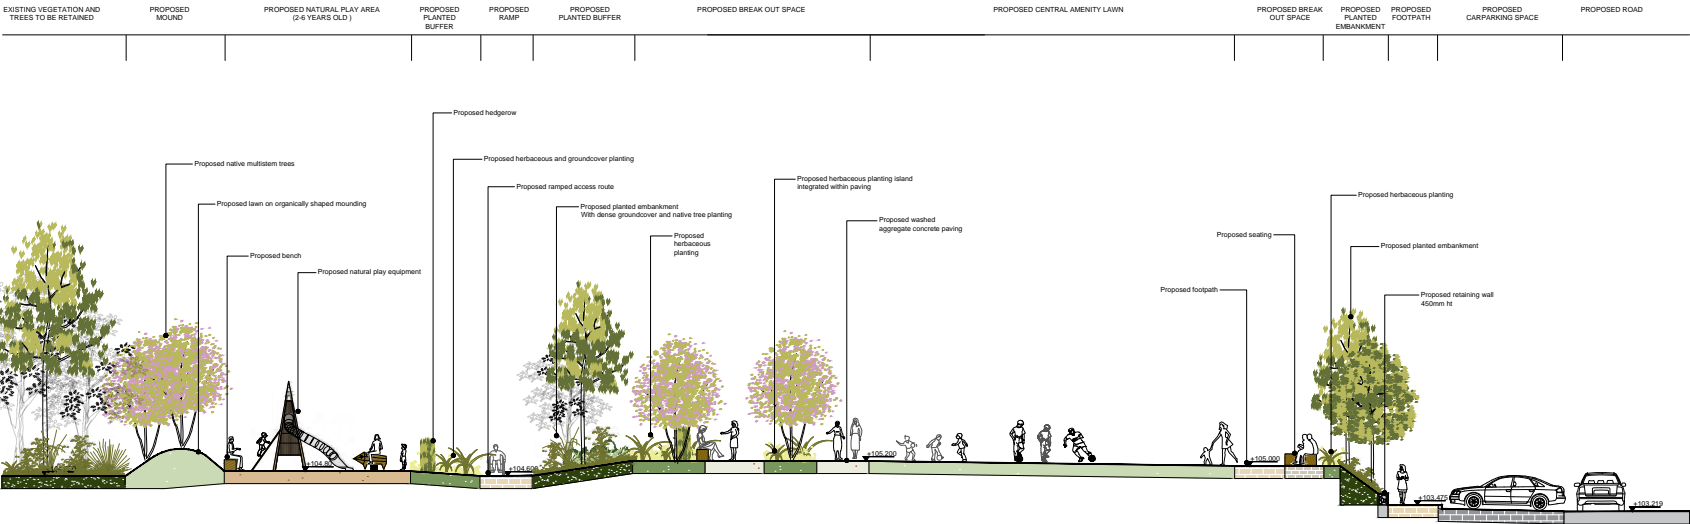 EXISTING VEGETATION AND
TREES TO BE RETAINED
PROPOSED
MOUND
PROPOSED NATURAL PLAY AREA
(2-6 YEARS OLD )
PROPOSED
PLANTED
BUFFER
PROPOSED
RAMP
PROPOSED
PLANTED BUFFER
PROPOSED BREAK OUT SPACE
PROPOSED CENTRAL AMENITY LAWN
PROPOSED BREAK
OUT SPACE
PROPOSED
PLANTED
EMBANKMENT
PROPOSED
FOOTPATH
PROPOSED
CARPARKING SPACE
PROPOSED ROAD
Proposed hedgerow
Proposed native multistem trees
Proposed herbaceous and groundcover planting
Proposed lawn on organically shaped mounding
Proposed ramped access route
Proposed herbaceous planting island
integrated within paving
Proposed herbaceous planting
Proposed planted embankment
With dense groundcover and native tree planting
Proposed washed
aggregate concrete paving
Proposed bench
Proposed natural play equipment
Proposed
herbaceous
planting
Proposed seating
Proposed planted embankment
Proposed footpath
Proposed retaining wall
450mm ht
+105.200
+105.000
+103.475
+103.219